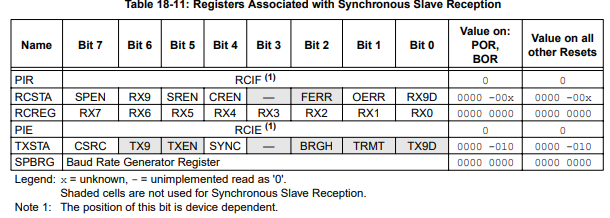 Table 18-11: Registers Associated with Synchronous Slave Reception
Name Bit 7 Bit 6 Bit 5 Bit 4 Bit 3 Bit 2 Bit 1 Bit 0 Value on: POR, BOR Value on all other Resets
PIR RCIF (1) 0 0
RCSTA SPEN RX9 SREN CREN — FERR OERR RX9D 0000 -00x 0000 -00x
RCREG RX7 RX6 RX5 RX4 RX3 RX2 RX1 RX0 0000 0000 0000 0000
PIE RCIE (1) 0 0
TXSTA CSRC TX9 TXEN SYNC — BRGH TRMT TX9D 0000 -010 0000 -010
SPBRG Baud Rate Generator Register 0000 0000 0000 0000
Legend: x = unknown, - = unimplemented read as '0'.
Shaded cells are not used for Synchronous Slave Reception.
Note 1: The position of this bit is device dependent.